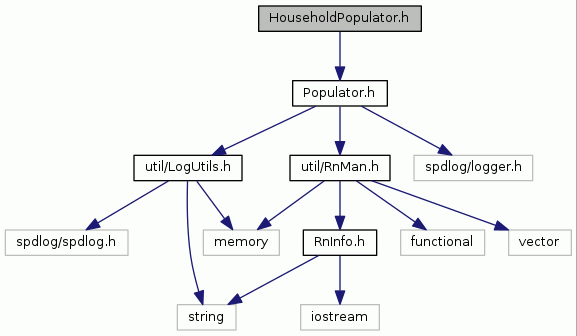 HouseholdPopulator.h
Populator.h
util/LogUtils.h
util/RnMan.h
spdlog/logger.h
spdlog/spdlog.h
memory
RnInfo.h
functional
vector
string
iostream